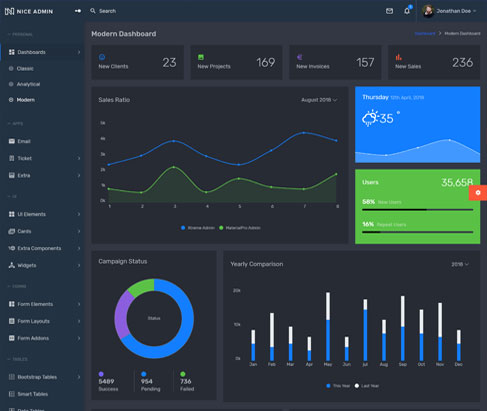 NICE ADMIN
Search
Jonathan Doe
PERSONAL
Dashboards
Classic
Analytical
Modern
APPS
Email
Ticket
Extra
UI
UI Elements
Cards
Extra Components
Widgets
FORMS
Form Elements
Form Layouts
Form Addons
TABLES
Bootstrap Tables
Smart Tables
Data Tables
Modern Dashboard
Dashboard > Modern Dashboard
New Clients 23
New Projects 169
New Invoices 157
New Sales 236
Sales Ratio
August 2018
5k
4k
3k
2k
1k
0k
1 2 3 4 5 6 7 8
Xtreme Admin MaterialPro Admin
Thursday 12th April, 2018
35 °
Users 35,658
58% New Users
16% Repeat Users
Campaign Status
Status
5489 954 736
Success Pending Failed
Yearly Comparison
2018
20k
10k
0k
Jan Feb Mar Apr May Jun Jul Aug Sep Oct Nov Dec
This Year Last Year